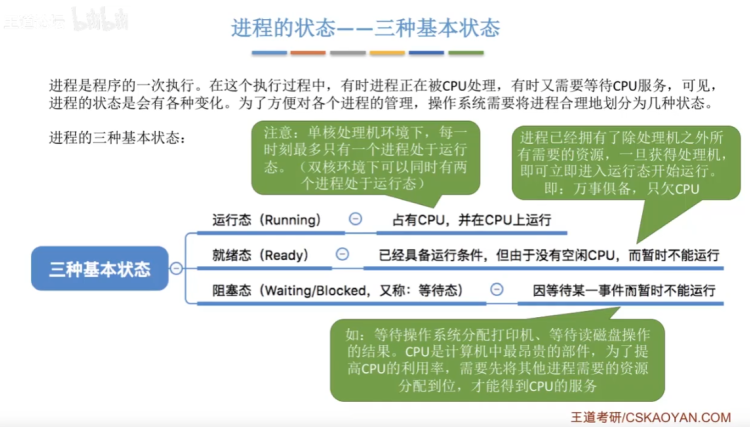 进程的状态——三种基本状态
进程是程序的一次执行。在这个执行过程中，有时进程正在被CPU处理，有时又需要等待CPU服务，可见，
进程的状态是会有各种变化。为了方便对各个进程的管理，操作系统需要将进程合理地划分为几种状态。
进程的三种基本状态：
注意：单核处理机环境下，每一
时刻最多只有一个进程处于运行
态。（双核环境下可以同时有两
个进程处于运行态）
进程已经拥有了除处理机之外所
有需要的资源，一旦获得处理机，
即可立即进入运行态开始运行。
即：万事俱备，只欠CPU
三种基本状态
运行态（Running）
占有CPU，并在CPU上运行
就绪态（Ready）
已经具备运行条件，但由于没有空闲CPU，而暂时不能运行
阻塞态（Waiting/Blocked，又称：等待态）
因等待某一事件而暂时不能运行
如：等待操作系统分配打印机、等待读磁盘操作
的结果。CPU是计算机中最昂贵的部件，为了提
高CPU的利用率，需要先将其他进程需要的资源
分配到位，才能得到CPU的服务
王道考研/CSKAOYAN.COM